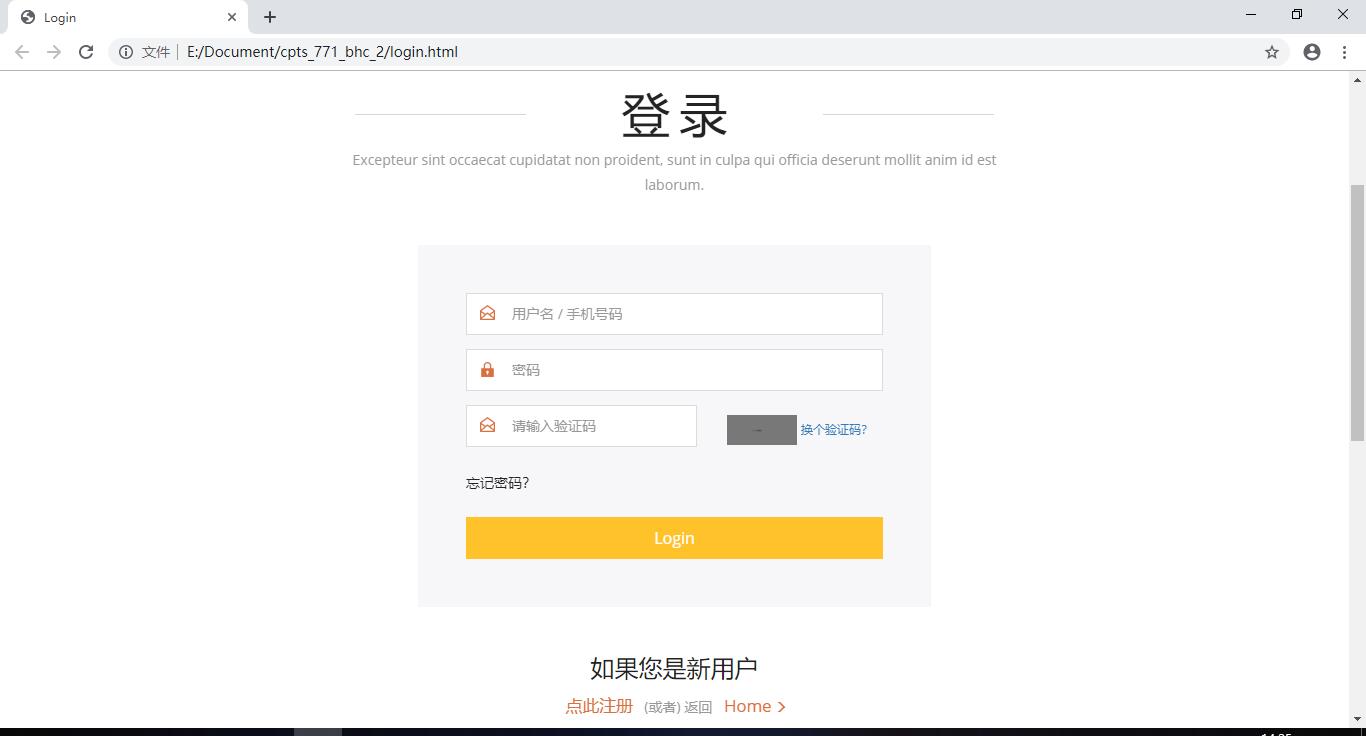 Login
文件 E:/Document/cpts_771_bhc_2/login.html
登录
Excepteur sint occaecat cupidatat non proident, sunt in culpa qui officia deserunt mollit anim id est
laborum.
用户名 / 手机号码
密码
请输入验证码
换个验证码?
忘记密码?
Login
如果您是新用户
点此注册 (或者) 返回 Home